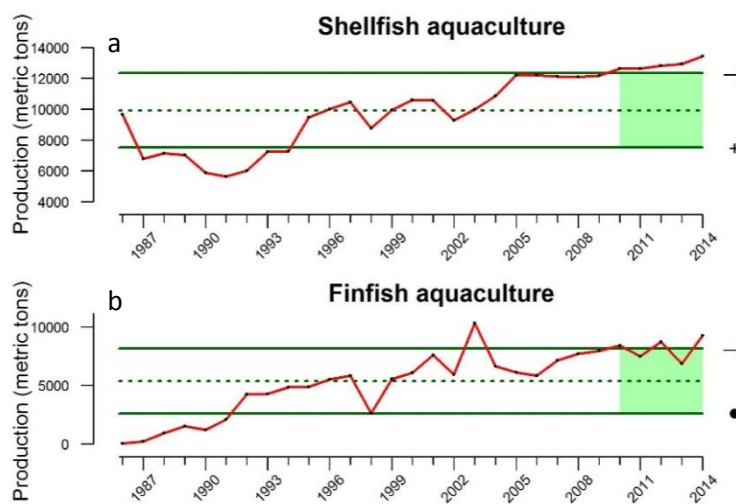 a
Shellfish aquaculture
Production (metric tons)
14000
12000
10000
8000
6000
4000
1987 1990 1993 1996 1999 2002 2005 2008 2011 2014
b
Finfish aquaculture
Production (metric tons)
10000
5000
0
1987 1990 1993 1996 1999 2002 2005 2008 2011 2014